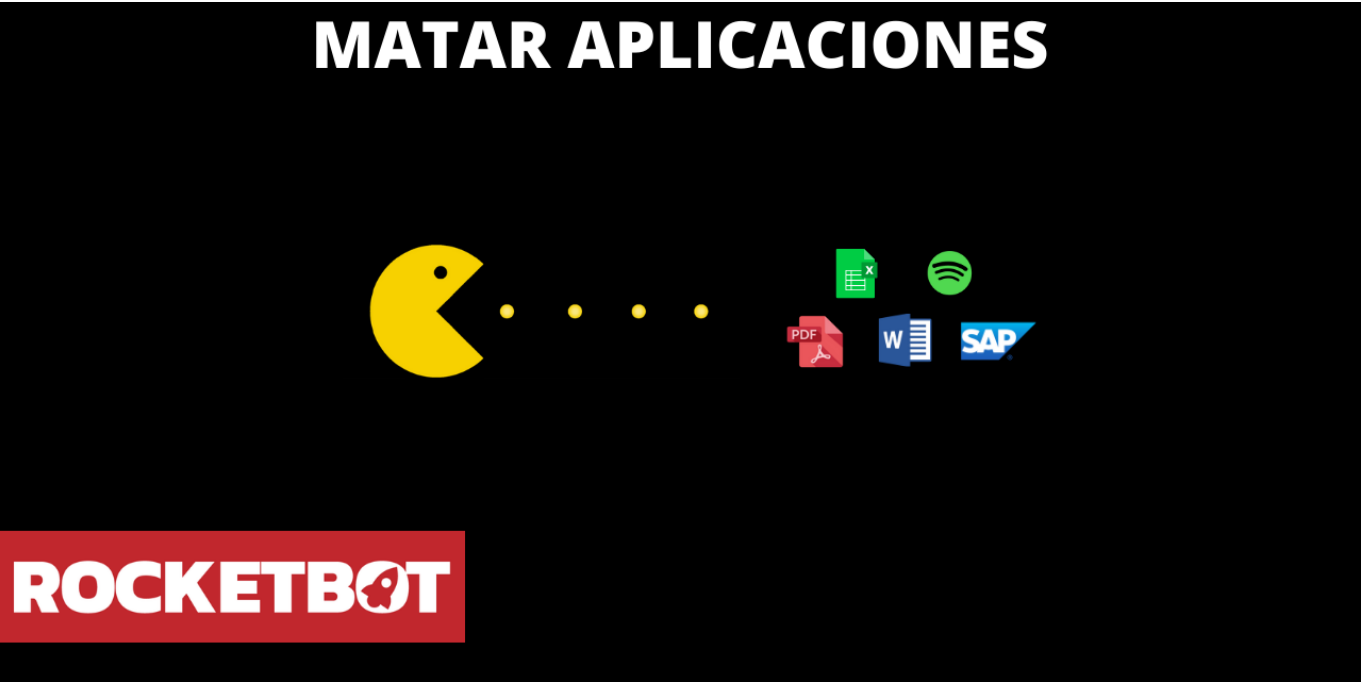 MATAR APLICACIONES
X
PDF
W
SAP
ROCKETBOT